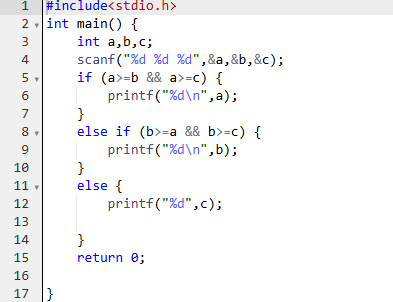 1 #include<stdio.h>
2 int main() {
3     int a,b,c;
4     scanf("%d %d %d",&a,&b,&c);
5     if (a>=b && a>=c) {
6         printf("%d\n",a);
7     }
8     else if (b>=a && b>=c) {
9         printf("%d\n",b);
10     }
11     else {
12         printf("%d",c);
13
14     }
15     return 0;
16
17 }